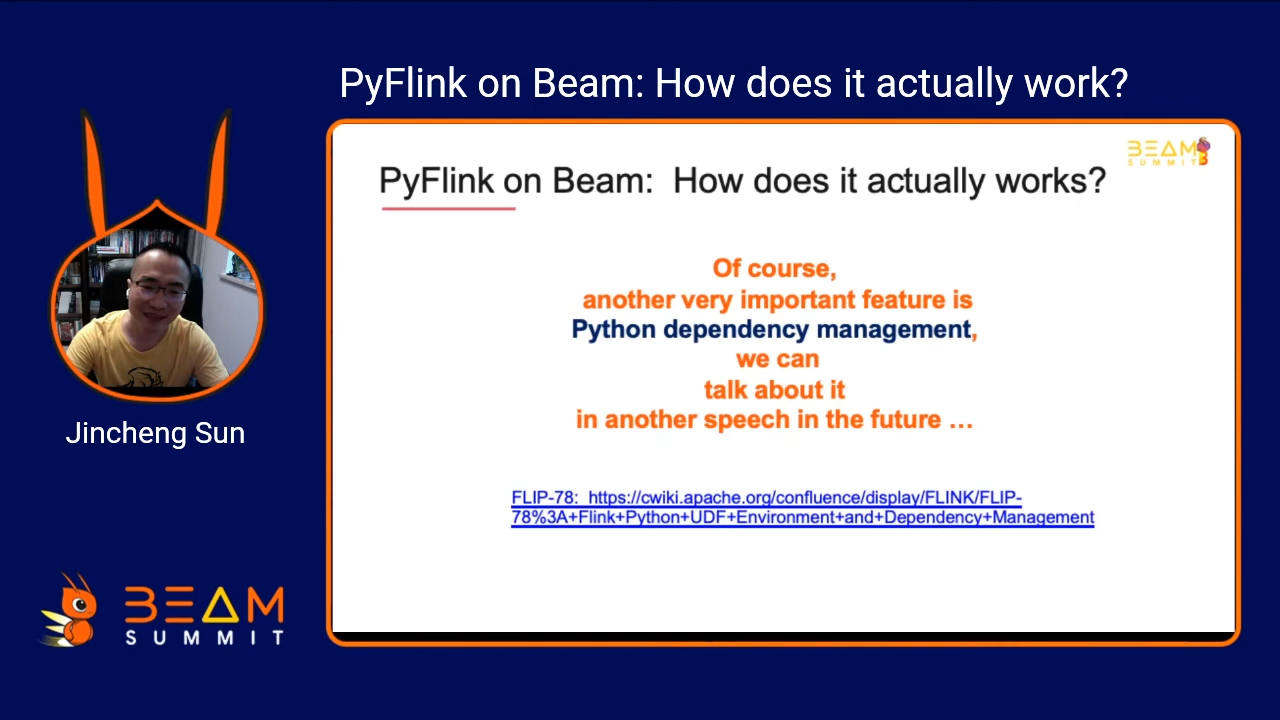 PyFlink on Beam: How does it actually work?
BEAM
SUMMIT
PyFlink on Beam:  How does it actually works?
Of course,
another very important feature is
Python dependency management,
we can
talk about it
in another speech in the future …
FLIP-78:  https://cwiki.apache.org/confluence/display/FLINK/FLIP-
78%3A+Flink+Python+UDF+Environment+and+Dependency+Management
Jincheng Sun
BEAM
SUMMIT